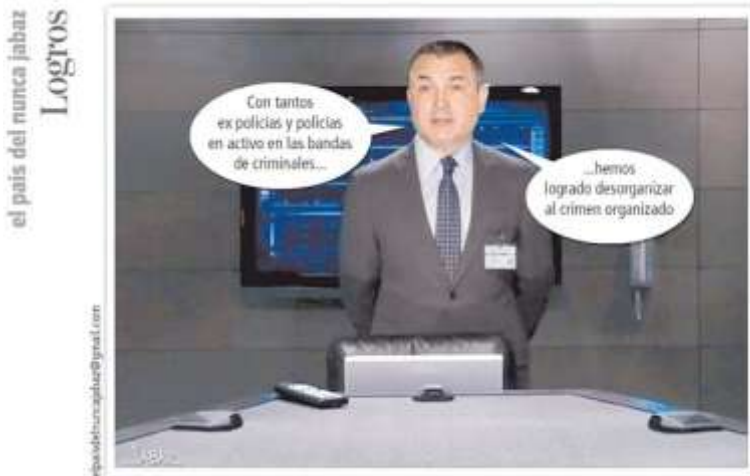 el pais del nunca jabaz
Logros
Con tantos
ex policías y policías
en activo en las bandas
de criminales...
...hemos
logrado desorganizar
al crimen organizado
JABAZ